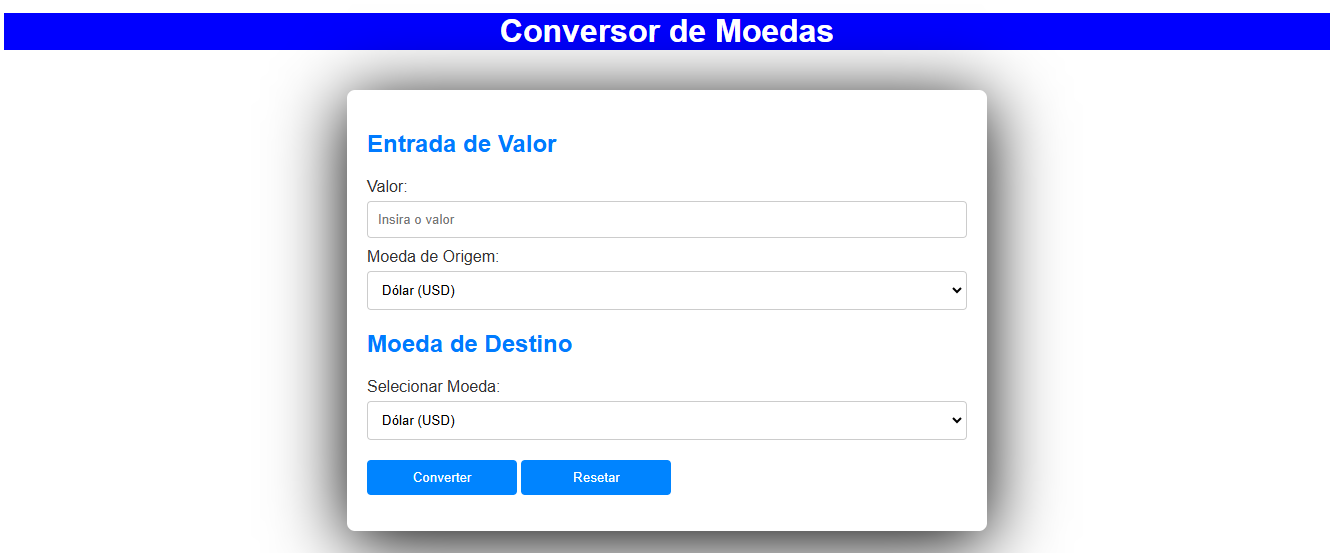 Conversor de Moedas
Entrada de Valor
Valor:
Insira o valor
Moeda de Origem:
Dólar (USD)
Moeda de Destino
Selecionar Moeda:
Dólar (USD)
Converter Resetar